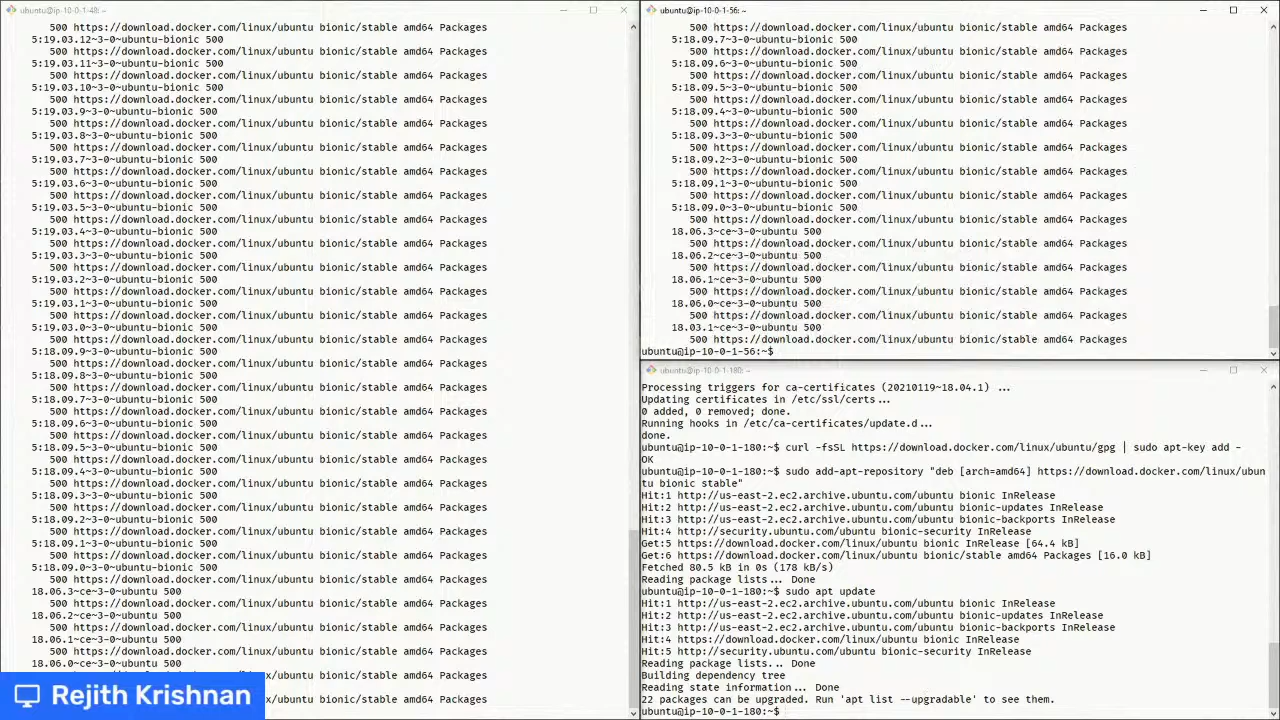 ubuntu@ip-10-0-1-48: ~
500 https://download.docker.com/linux/ubuntu bionic/stable amd64 Packages
5:19.03.12~3-0~ubuntu-bionic 500
500 https://download.docker.com/linux/ubuntu bionic/stable amd64 Packages
5:19.03.11~3-0~ubuntu-bionic 500
500 https://download.docker.com/linux/ubuntu bionic/stable amd64 Packages
5:19.03.10~3-0~ubuntu-bionic 500
500 https://download.docker.com/linux/ubuntu bionic/stable amd64 Packages
5:19.03.9~3-0~ubuntu-bionic 500
500 https://download.docker.com/linux/ubuntu bionic/stable amd64 Packages
5:19.03.8~3-0~ubuntu-bionic 500
500 https://download.docker.com/linux/ubuntu bionic/stable amd64 Packages
5:19.03.7~3-0~ubuntu-bionic 500
500 https://download.docker.com/linux/ubuntu bionic/stable amd64 Packages
5:19.03.6~3-0~ubuntu-bionic 500
500 https://download.docker.com/linux/ubuntu bionic/stable amd64 Packages
5:19.03.5~3-0~ubuntu-bionic 500
500 https://download.docker.com/linux/ubuntu bionic/stable amd64 Packages
5:19.03.4~3-0~ubuntu-bionic 500
500 https://download.docker.com/linux/ubuntu bionic/stable amd64 Packages
5:19.03.3~3-0~ubuntu-bionic 500
500 https://download.docker.com/linux/ubuntu bionic/stable amd64 Packages
5:19.03.2~3-0~ubuntu-bionic 500
500 https://download.docker.com/linux/ubuntu bionic/stable amd64 Packages
5:19.03.1~3-0~ubuntu-bionic 500
500 https://download.docker.com/linux/ubuntu bionic/stable amd64 Packages
5:19.03.0~3-0~ubuntu-bionic 500
500 https://download.docker.com/linux/ubuntu bionic/stable amd64 Packages
5:18.09.9~3-0~ubuntu-bionic 500
500 https://download.docker.com/linux/ubuntu bionic/stable amd64 Packages
5:18.09.8~3-0~ubuntu-bionic 500
500 https://download.docker.com/linux/ubuntu bionic/stable amd64 Packages
5:18.09.7~3-0~ubuntu-bionic 500
500 https://download.docker.com/linux/ubuntu bionic/stable amd64 Packages
5:18.09.6~3-0~ubuntu-bionic 500
500 https://download.docker.com/linux/ubuntu bionic/stable amd64 Packages
5:18.09.5~3-0~ubuntu-bionic 500
500 https://download.docker.com/linux/ubuntu bionic/stable amd64 Packages
5:18.09.4~3-0~ubuntu-bionic 500
500 https://download.docker.com/linux/ubuntu bionic/stable amd64 Packages
5:18.09.3~3-0~ubuntu-bionic 500
500 https://download.docker.com/linux/ubuntu bionic/stable amd64 Packages
5:18.09.2~3-0~ubuntu-bionic 500
500 https://download.docker.com/linux/ubuntu bionic/stable amd64 Packages
5:18.09.1~3-0~ubuntu-bionic 500
500 https://download.docker.com/linux/ubuntu bionic/stable amd64 Packages
5:18.09.0~3-0~ubuntu-bionic 500
500 https://download.docker.com/linux/ubuntu bionic/stable amd64 Packages
18.06.3~ce~3-0~ubuntu 500
500 https://download.docker.com/linux/ubuntu bionic/stable amd64 Packages
18.06.2~ce~3-0~ubuntu 500
500 https://download.docker.com/linux/ubuntu bionic/stable amd64 Packages
18.06.1~ce~3-0~ubuntu 500
500 https://download.docker.com/linux/ubuntu bionic/stable amd64 Packages
18.06.0~ce~3-0~ubuntu 500
linux/ubuntu bionic/stable amd64 Packages
linux/ubuntu bionic/stable amd64 Packages
Rejith Krishnan
ubuntu@ip-10-0-1-56: ~
500 https://download.docker.com/linux/ubuntu bionic/stable amd64 Packages
5:18.09.7~3-0~ubuntu-bionic 500
500 https://download.docker.com/linux/ubuntu bionic/stable amd64 Packages
5:18.09.6~3-0~ubuntu-bionic 500
500 https://download.docker.com/linux/ubuntu bionic/stable amd64 Packages
5:18.09.5~3-0~ubuntu-bionic 500
500 https://download.docker.com/linux/ubuntu bionic/stable amd64 Packages
5:18.09.4~3-0~ubuntu-bionic 500
500 https://download.docker.com/linux/ubuntu bionic/stable amd64 Packages
5:18.09.3~3-0~ubuntu-bionic 500
500 https://download.docker.com/linux/ubuntu bionic/stable amd64 Packages
5:18.09.2~3-0~ubuntu-bionic 500
500 https://download.docker.com/linux/ubuntu bionic/stable amd64 Packages
5:18.09.1~3-0~ubuntu-bionic 500
500 https://download.docker.com/linux/ubuntu bionic/stable amd64 Packages
5:18.09.0~3-0~ubuntu-bionic 500
500 https://download.docker.com/linux/ubuntu bionic/stable amd64 Packages
18.06.3~ce~3-0~ubuntu 500
500 https://download.docker.com/linux/ubuntu bionic/stable amd64 Packages
18.06.2~ce~3-0~ubuntu 500
500 https://download.docker.com/linux/ubuntu bionic/stable amd64 Packages
18.06.1~ce~3-0~ubuntu 500
500 https://download.docker.com/linux/ubuntu bionic/stable amd64 Packages
18.06.0~ce~3-0~ubuntu 500
500 https://download.docker.com/linux/ubuntu bionic/stable amd64 Packages
18.03.1~ce~3-0~ubuntu 500
500 https://download.docker.com/linux/ubuntu bionic/stable amd64 Packages
ubuntu@ip-10-0-1-56:~$
ubuntu@ip-10-0-1-180: ~
Processing triggers for ca-certificates (20210119~18.04.1) ...
Updating certificates in /etc/ssl/certs...
0 added, 0 removed; done.
Running hooks in /etc/ca-certificates/update.d...
done.
ubuntu@ip-10-0-1-180:~$ curl -fsSL https://download.docker.com/linux/ubuntu/gpg | sudo apt-key add -
OK
ubuntu@ip-10-0-1-180:~$ sudo add-apt-repository "deb [arch=amd64] https://download.docker.com/linux/ubun
tu bionic stable"
Hit:1 http://us-east-2.ec2.archive.ubuntu.com/ubuntu bionic InRelease
Hit:2 http://us-east-2.ec2.archive.ubuntu.com/ubuntu bionic-updates InRelease
Hit:3 http://us-east-2.ec2.archive.ubuntu.com/ubuntu bionic-backports InRelease
Hit:4 http://security.ubuntu.com/ubuntu bionic-security InRelease
Get:5 https://download.docker.com/linux/ubuntu bionic InRelease [64.4 kB]
Get:6 https://download.docker.com/linux/ubuntu bionic/stable amd64 Packages [16.0 kB]
Fetched 80.5 kB in 0s (178 kB/s)
Reading package lists... Done
ubuntu@ip-10-0-1-180:~$ sudo apt update
Hit:1 http://us-east-2.ec2.archive.ubuntu.com/ubuntu bionic InRelease
Hit:2 http://us-east-2.ec2.archive.ubuntu.com/ubuntu bionic-updates InRelease
Hit:3 http://us-east-2.ec2.archive.ubuntu.com/ubuntu bionic-backports InRelease
Hit:4 https://download.docker.com/linux/ubuntu bionic InRelease
Hit:5 http://security.ubuntu.com/ubuntu bionic-security InRelease
Reading package lists... Done
Building dependency tree
Reading state information... Done
22 packages can be upgraded. Run 'apt list --upgradable' to see them.
ubuntu@ip-10-0-1-180:~$